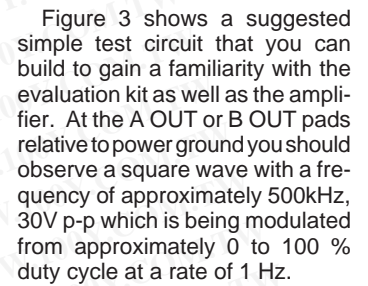 Figure 3 shows a suggested
simple test circuit that you can
build to gain a familiarity with the
evaluation kit as well as the ampli-
fier. At the A OUT or B OUT pads
relative to power ground you should
observe a square wave with a fre-
quency of approximately 500kHz,
30V p-p which is being modulated
from approximately 0 to 100 %
duty cycle at a rate of 1 Hz.